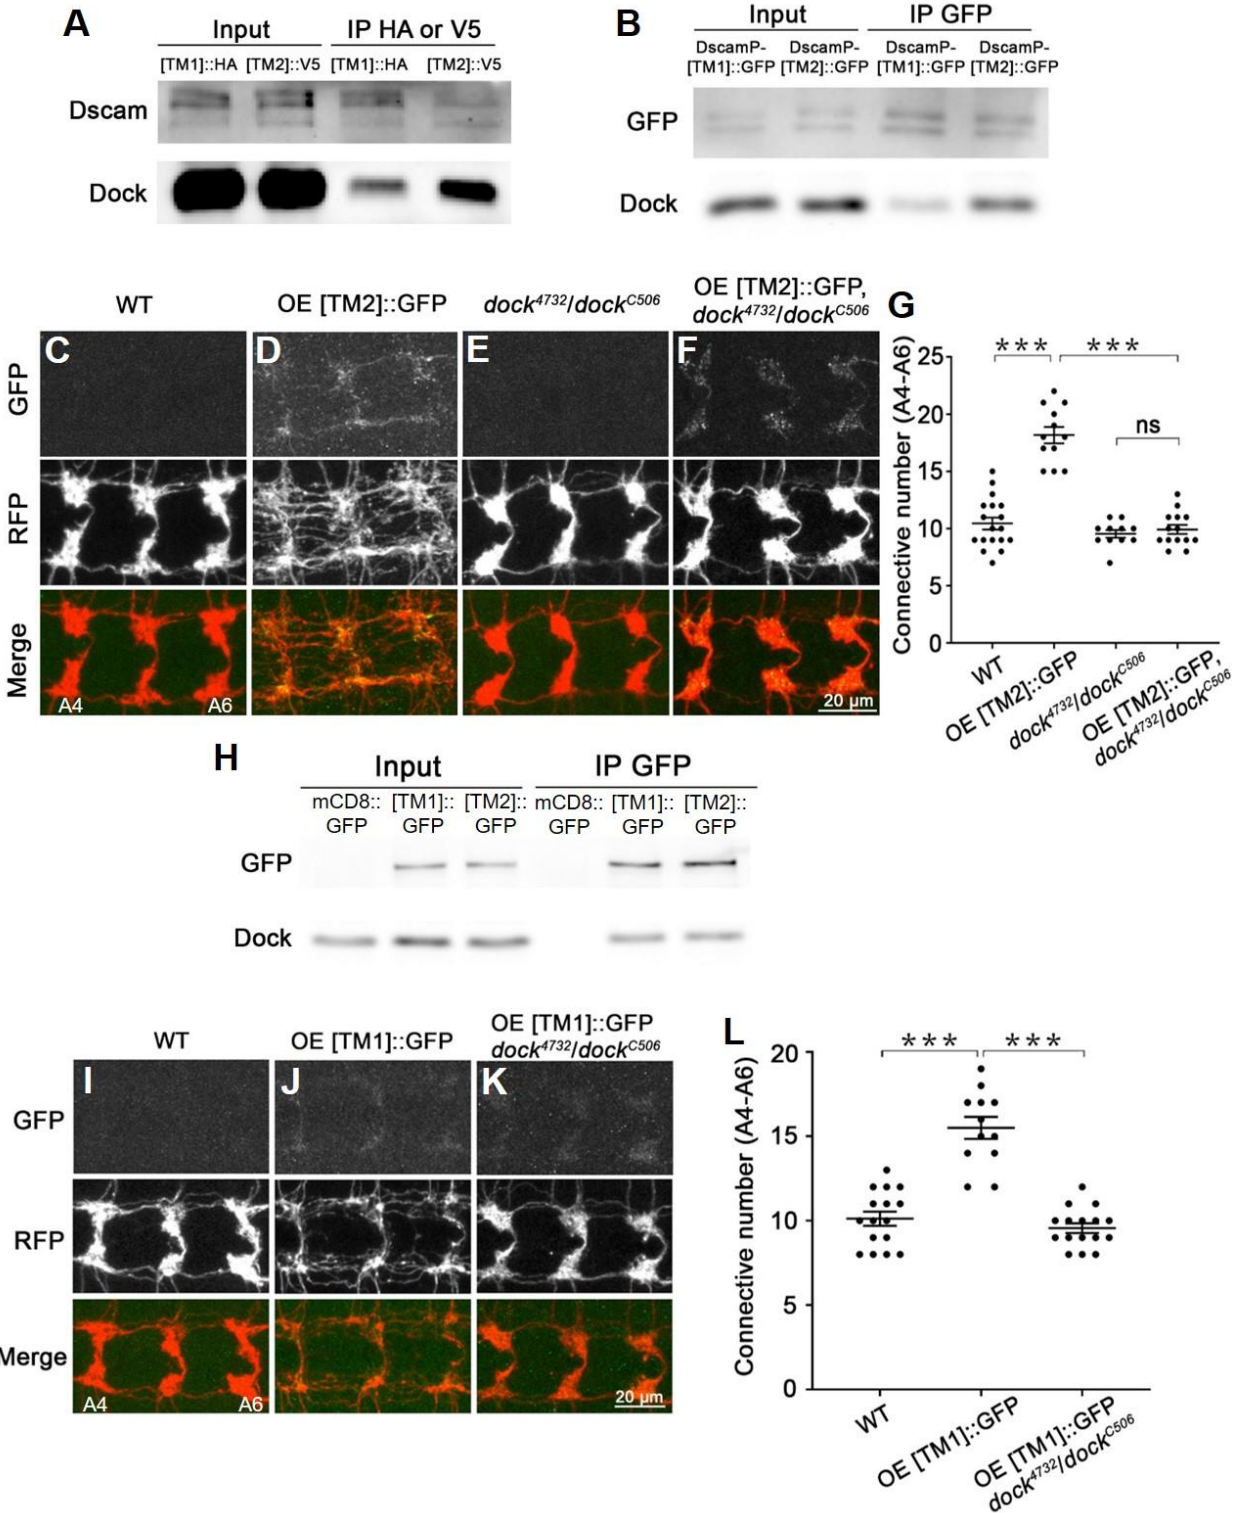 A
Input
IP HA or V5
[TM1]::HA [TM2]::V5 [TM1]::HA [TM2]::V5
Dscam
Dock
B
Input
IP GFP
DscamP- DscamP- DscamP- DscamP-
[TM1]::GFP [TM2]::GFP [TM1]::GFP [TM2]::GFP
GFP
Dock
WT
OE [TM2]::GFP
dock4732/dockC506
OE [TM2]::GFP,
dock4732/dockC506
C
D
E
F
GFP
RFP
Merge
A4
A6
20 µm
G
Connective number (A4-A6)
25
20
15
10
5
0
***
***
ns
WT
OE [TM2]::GFP
dock4732/dockC506
OE [TM2]::GFP,
dock4732/dockC506
H
Input
IP GFP
mCD8:: [TM1]:: [TM2]:: mCD8:: [TM1]:: [TM2]::
GFP GFP GFP GFP GFP GFP
GFP
Dock
WT
OE [TM1]::GFP
OE [TM1]::GFP
dock4732/dockC506
I
J
K
GFP
RFP
Merge
A4
A6
20 µm
L
Connective number (A4-A6)
20
15
10
5
0
***
***
WT
OE [TM1]::GFP
OE [TM1]::GFP
dock4732/dockC506